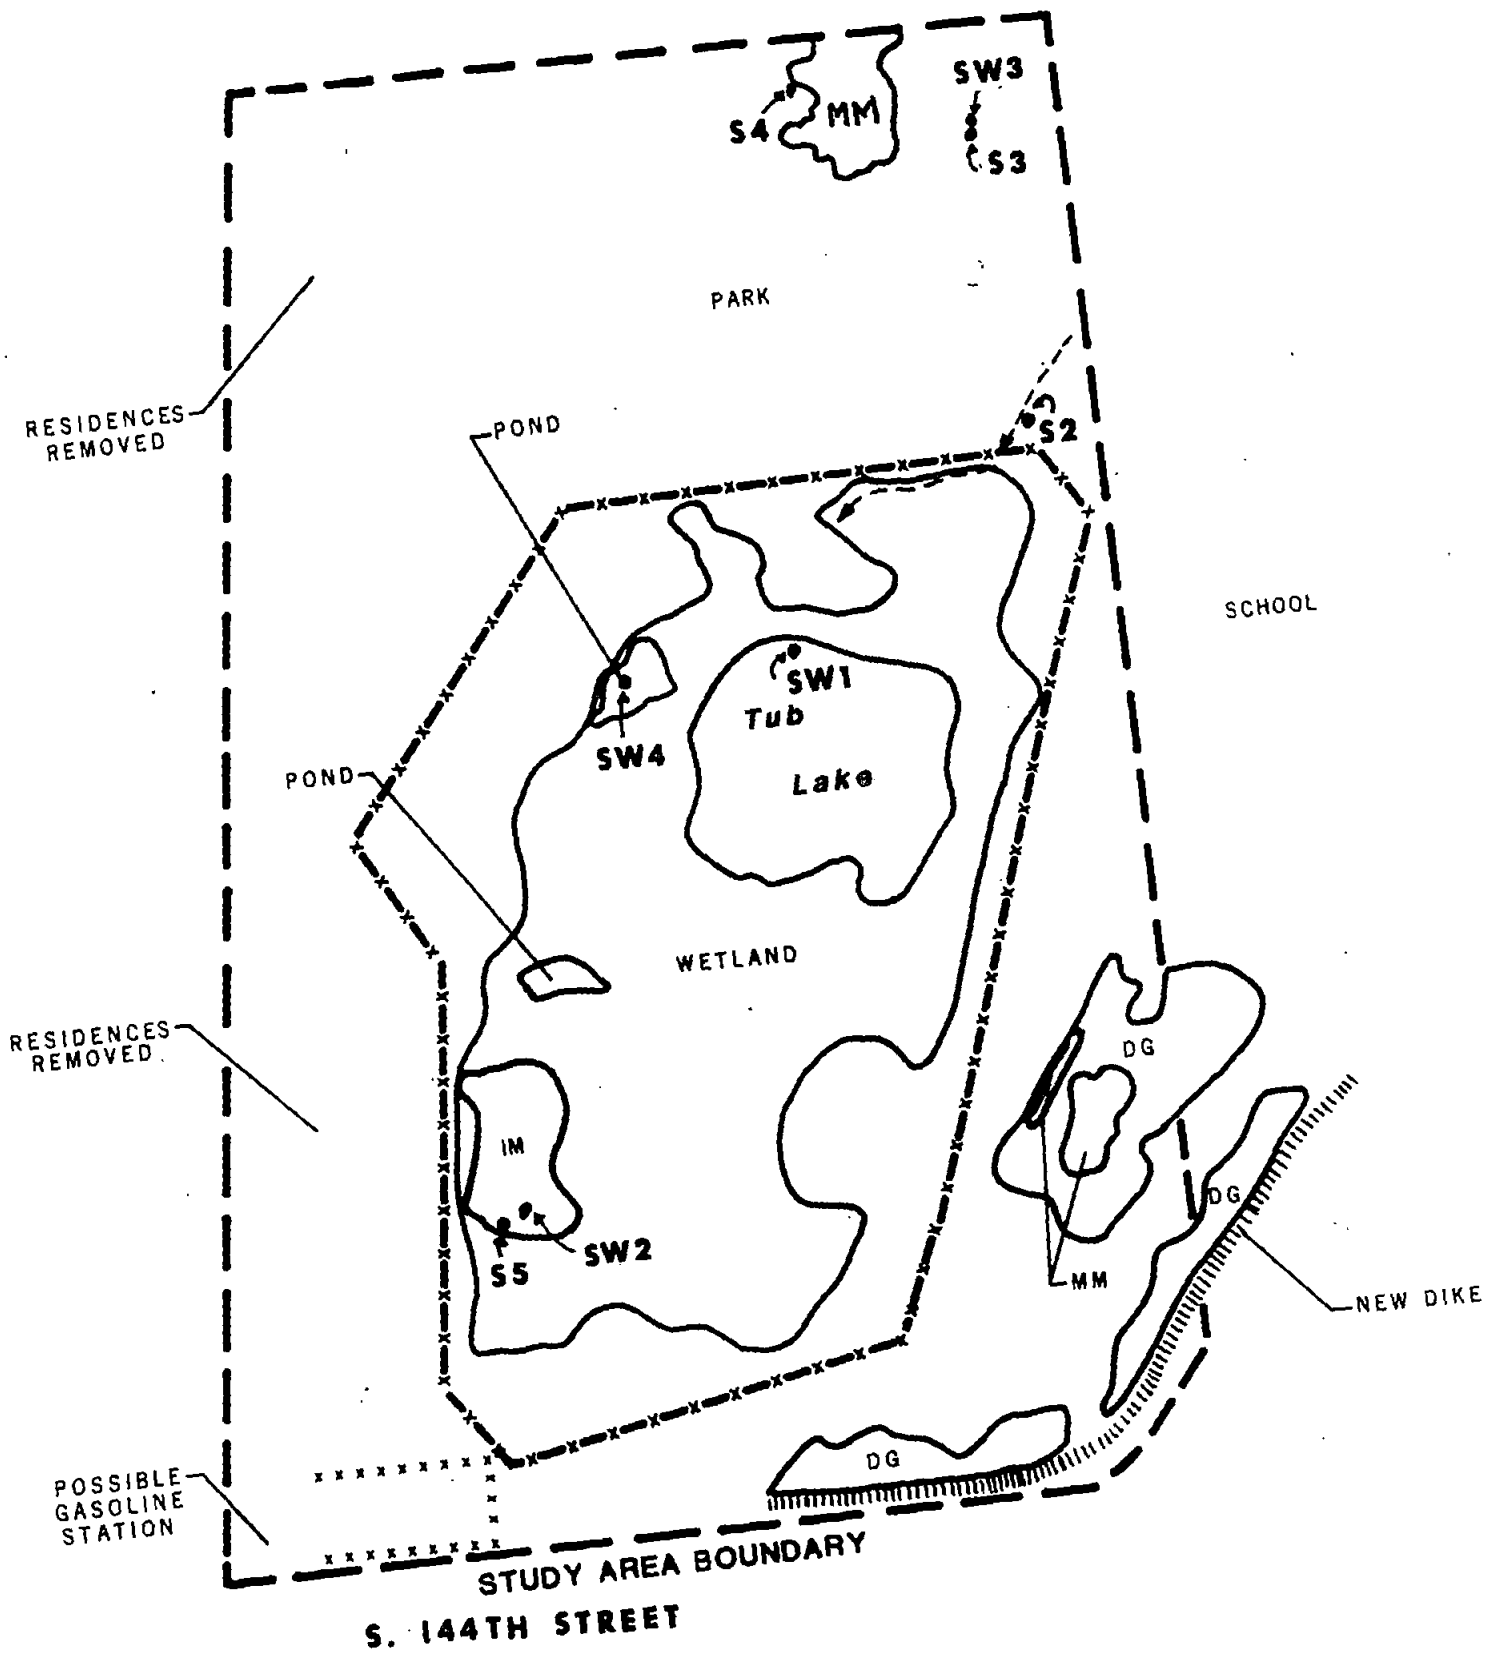 SW3
MM
S4
S3
PARK
RESIDENCES
REMOVED
POND
S2
SCHOOL
SW1
Tub
Lake
SW4
POND
WETLAND
RESIDENCES
REMOVED
DG
IM
DG
SW2
S5
MM
NEW DIKE
DG
POSSIBLE
GASOLINE
STATION
STUDY AREA BOUNDARY
S. 144TH STREET